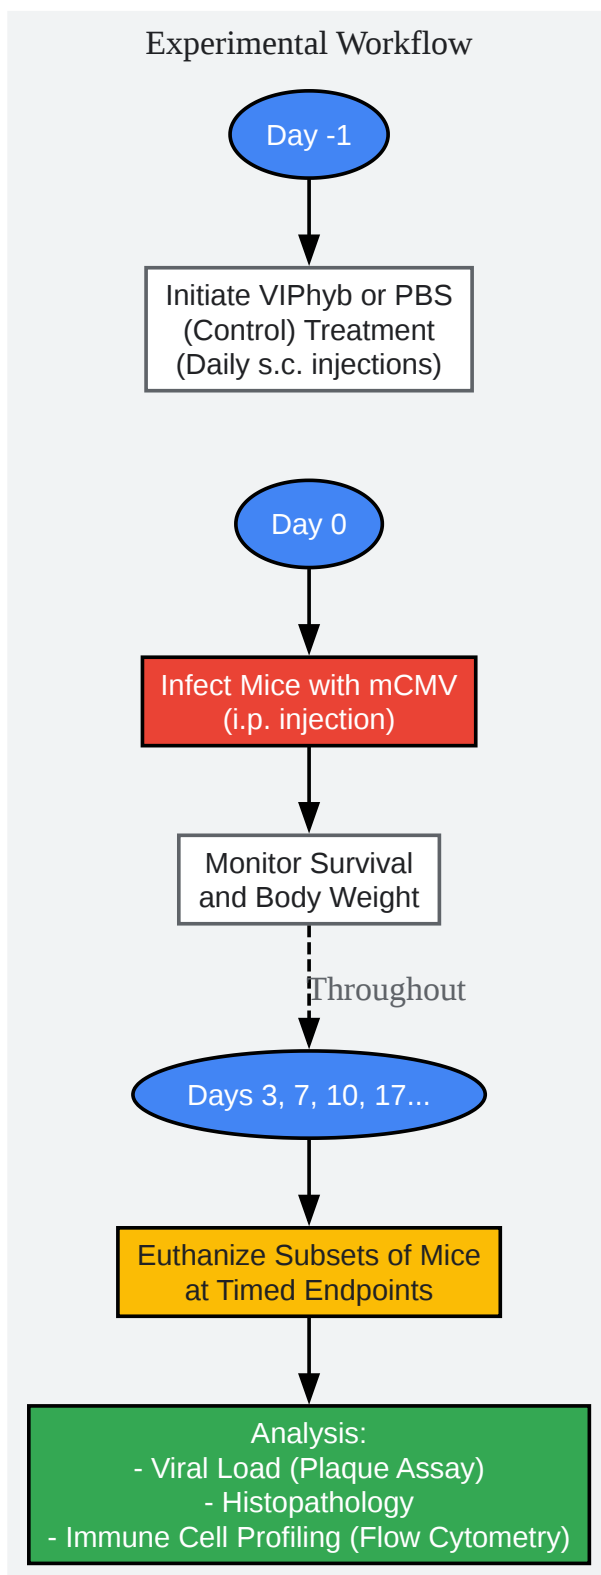 Experimental Workflow
Day -1
Initiate VIPhyb or PBS
(Control) Treatment
(Daily s.c. injections)
Day 0
Infect Mice with mCMV
(i.p. injection)
Monitor Survival
and Body Weight
Throughout
Days 3, 7, 10, 17...
Euthanize Subsets of Mice
at Timed Endpoints
Analysis:
- Viral Load (Plaque Assay)
- Histopathology
- Immune Cell Profiling (Flow Cytometry)